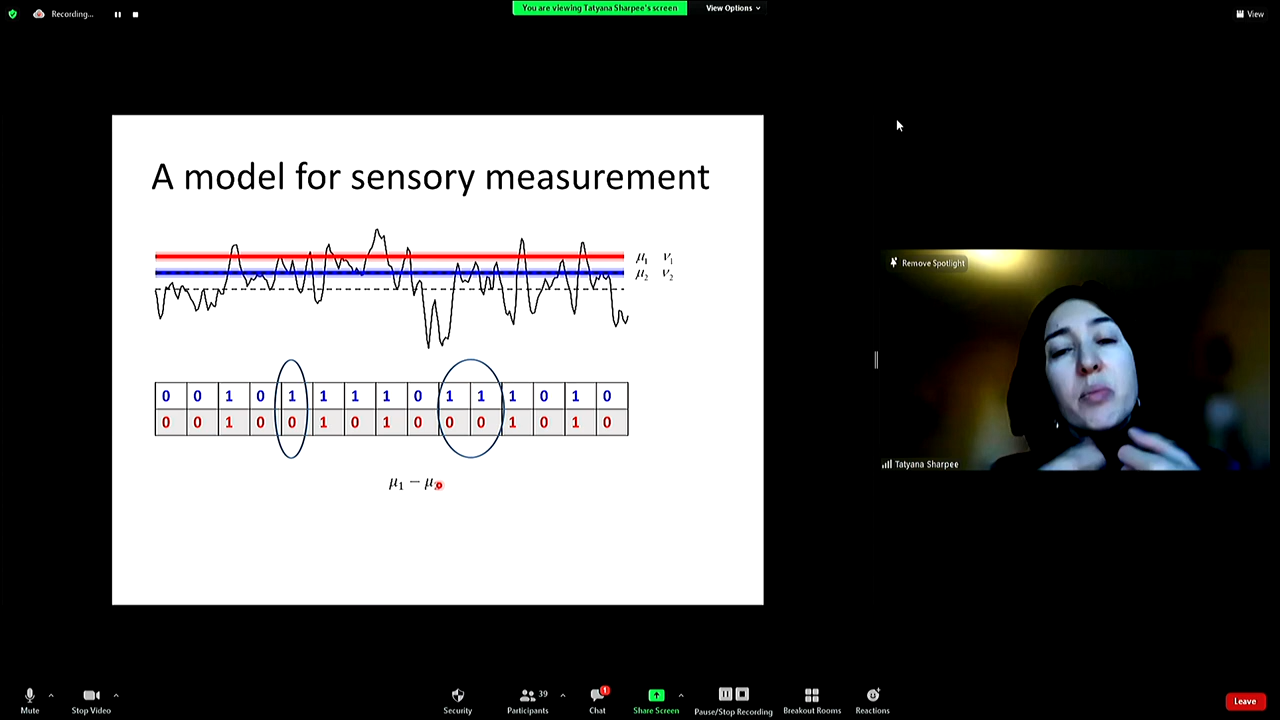 Recording...
You are viewing Tatyana Sharpee's screen
View Options
View
A model for sensory measurement
μ₁ ν₁
μ₂ ν₂
0 0 1 0 1 1 1 1 0 1 1 1 0 1 0
0 0 1 0 0 1 0 1 0 0 0 1 0 1 0
μ₁ − μ
Remove Spotlight
Tatyana Sharpee
Mute
Stop Video
Security
Participants
39
Chat
1
Share Screen
Pause/Stop Recording
Breakout Rooms
Reactions
Leave